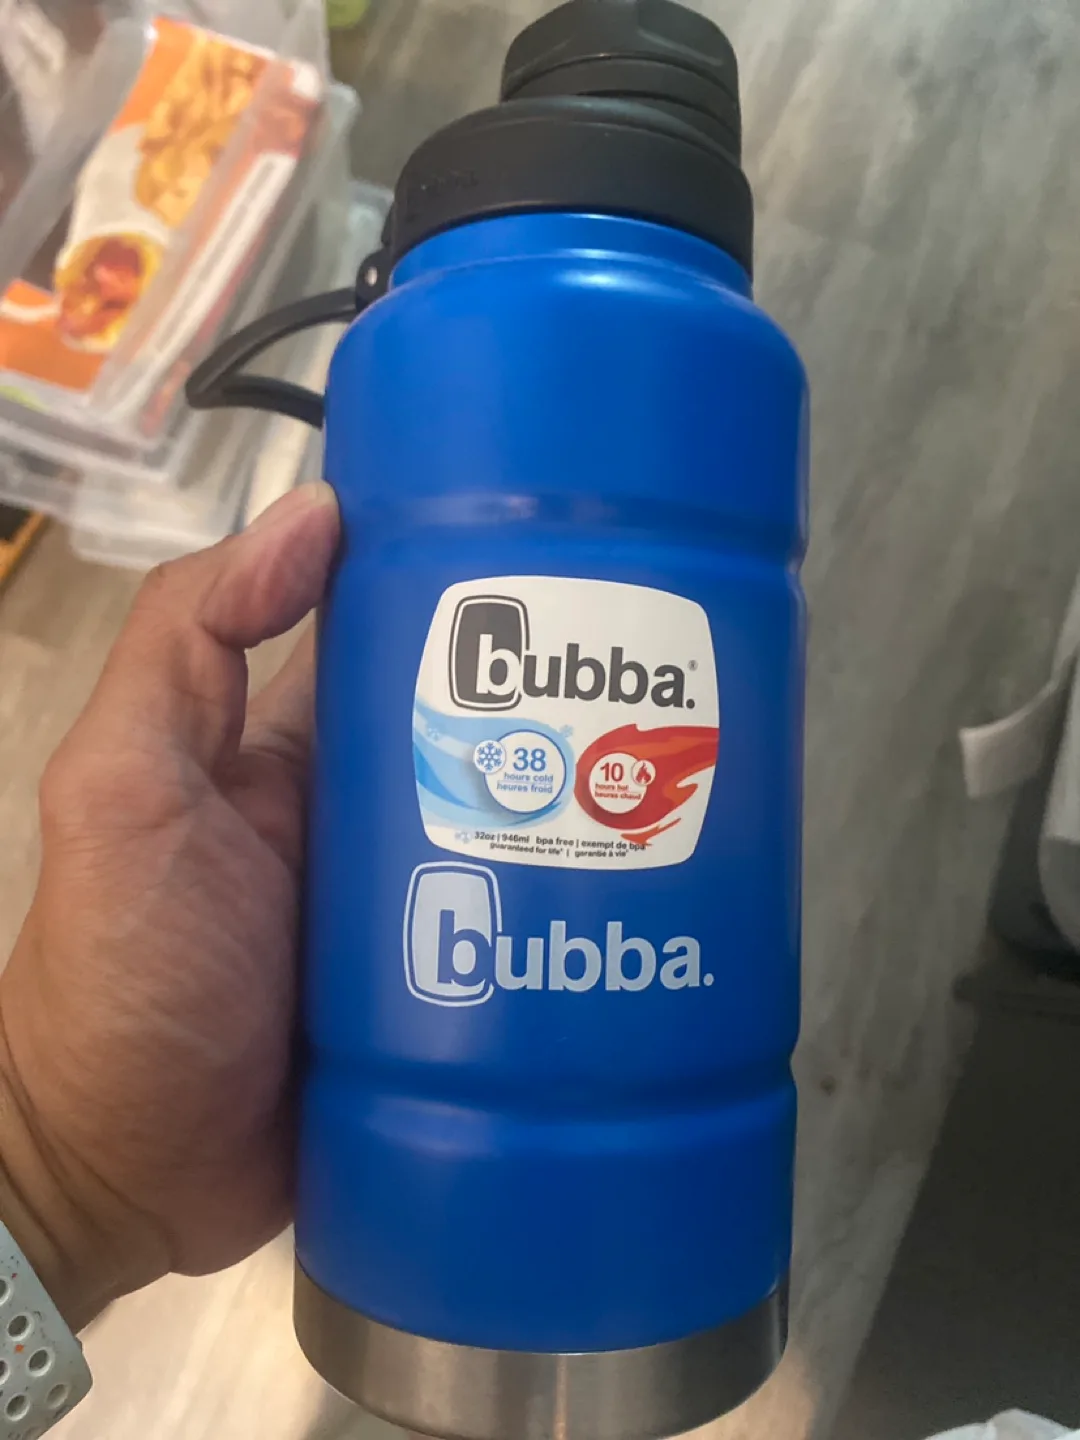 bubba.®
38
hours cold
heures froid
10
hours hot
heures chaud
32oz | 946ml bpa free | exempt de bpa
guaranteed for life* | garantie à vie*
bubba.